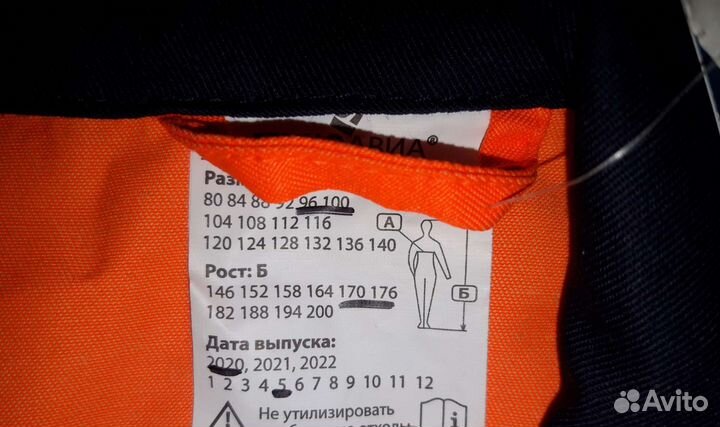 АВИА®
80 84 88 92 96 100
104 108 112 116
120 124 128 132 136 140
А
Рост: Б
146 152 158 164 170 176
182 188 194 200
Б
Дата выпуска:
2020, 2021, 2022
1 2 3 4 5 6 7 8 9 10 11 12
Не утилизировать
i
Avito